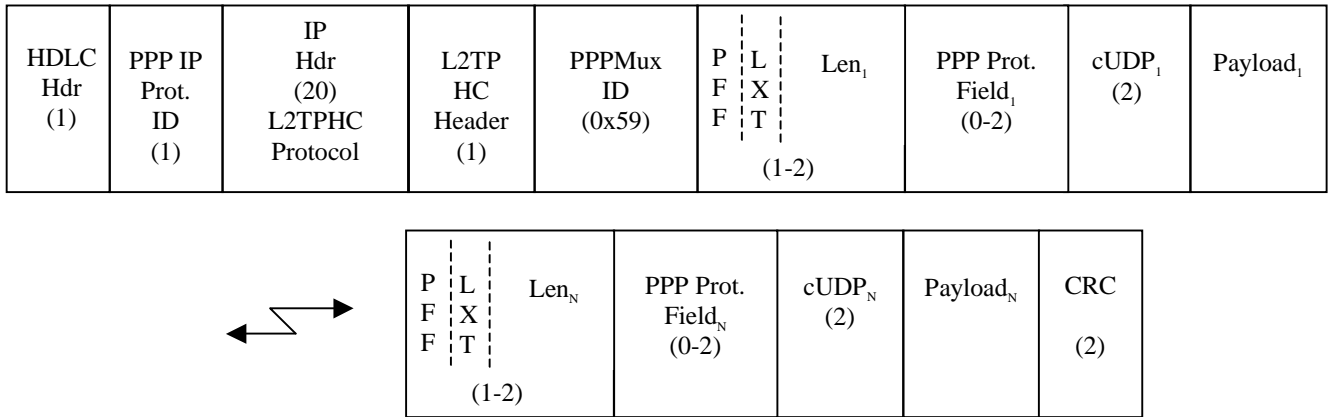 HDLC
Hdr
(1)
PPP IP
Prot.
ID
(1)
IP
Hdr
(20)
L2TPHC
Protocol
L2TP
HC
Header
(1)
PPPMux
ID
(0x59)
P
F
F
L
X
T
Len₁
(1-2)
PPP Prot.
Field₁
(0-2)
cUDP₁
(2)
Payload₁
P
F
F
L
X
T
Lenₙ
(1-2)
PPP Prot.
Fieldₙ
(0-2)
cUDPₙ
(2)
Payloadₙ
CRC
(2)